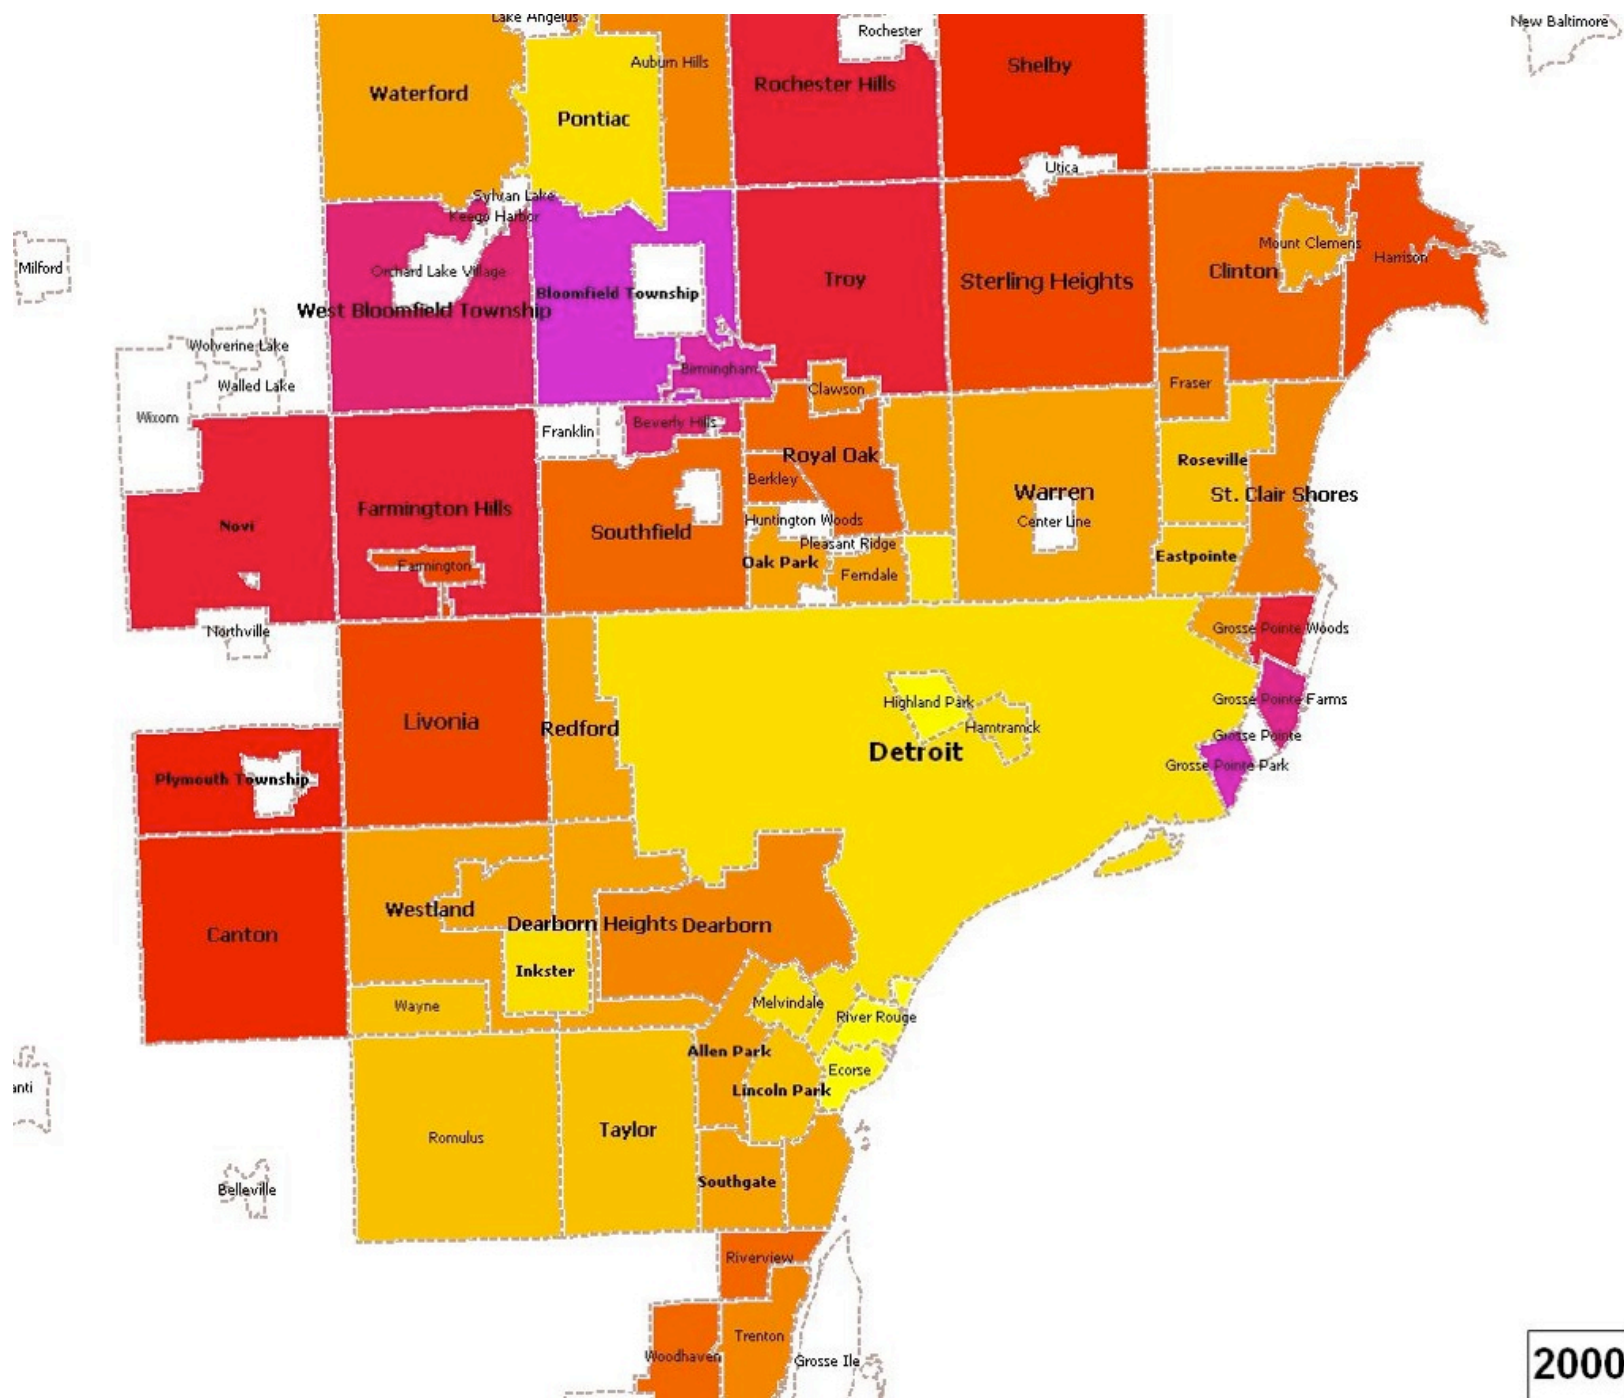 Lake Angelus
New Baltimore
Rochester
Auburn Hills
Shelby
Rochester Hills
Waterford
Pontiac
Utica
Sylvan Lake
Keego Harbor
Mount Clemens
Harrison
Milford
Orchard Lake Village
Clinton
Troy
Sterling Heights
Bloomfield Township
West Bloomfield Township
Wolverine Lake
Birmingham
Walled Lake
Fraser
Clawson
Wixom
Beverly Hills
Franklin
Royal Oak
Roseville
Berkley
Warren
St. Clair Shores
Farmington Hills
Novi
Huntington Woods
Center Line
Southfield
Pleasant Ridge
Eastpointe
Oak Park
Farmington
Ferndale
Northville
Grosse Pointe Woods
Grosse Pointe Farms
Highland Park
Livonia
Redford
Hamtramck
Grosse Pointe
Detroit
Grosse Pointe Park
Plymouth Township
Westland
Dearborn Heights
Dearborn
Canton
Inkster
Melvindale
Wayne
River Rouge
Allen Park
Ecorse
anti
Lincoln Park
Taylor
Romulus
Southgate
Belleville
Riverview
Trenton
Woodhaven
Grosse Ile
2000